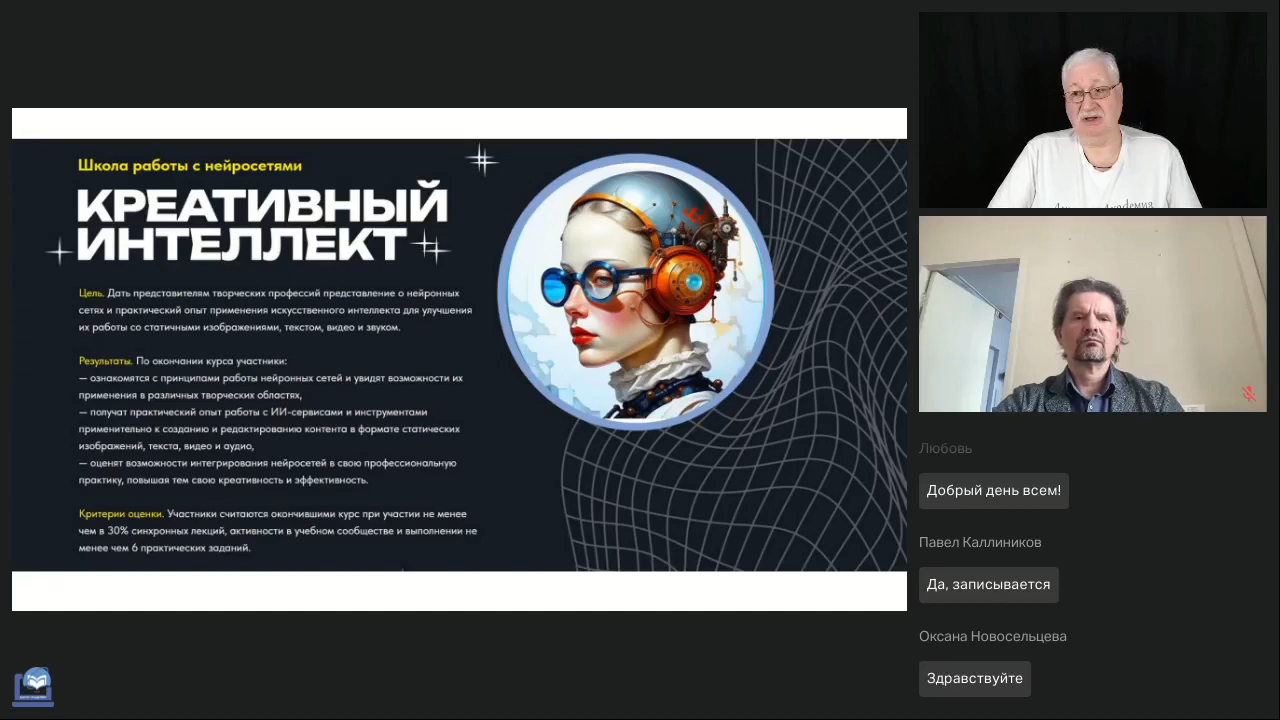 Школа работы с нейросетями
КРЕАТИВНЫЙ
ИНТЕЛЛЕКТ
Цель. Дать представителям творческих профессий представление о нейронных
сетях и практический опыт применения искусственного интеллекта для улучшения
их работы со статичными изображениями, текстом, видео и звуком.
Результаты. По окончании курса участники:
— ознакомятся с принципами работы нейронных сетей и увидят возможности их
применения в различных творческих областях,
— получат практический опыт работы с ИИ-сервисами и инструментами
применительно к созданию и редактированию контента в формате статических
изображений, текста, видео и аудио,
— оценят возможности интегрирования нейросетей в свою профессиональную
практику, повышая тем свою креативность и эффективность.
Критерии оценки. Участники считаются окончившими курс при участии не менее
чем в 30% синхронных лекций, активности в учебном сообществе и выполнении не
менее чем 6 практических заданий.
Академия
Любовь
Добрый день всем!
Павел Каллиников
Да, записывается
Оксана Новосельцева
Здравствуйте